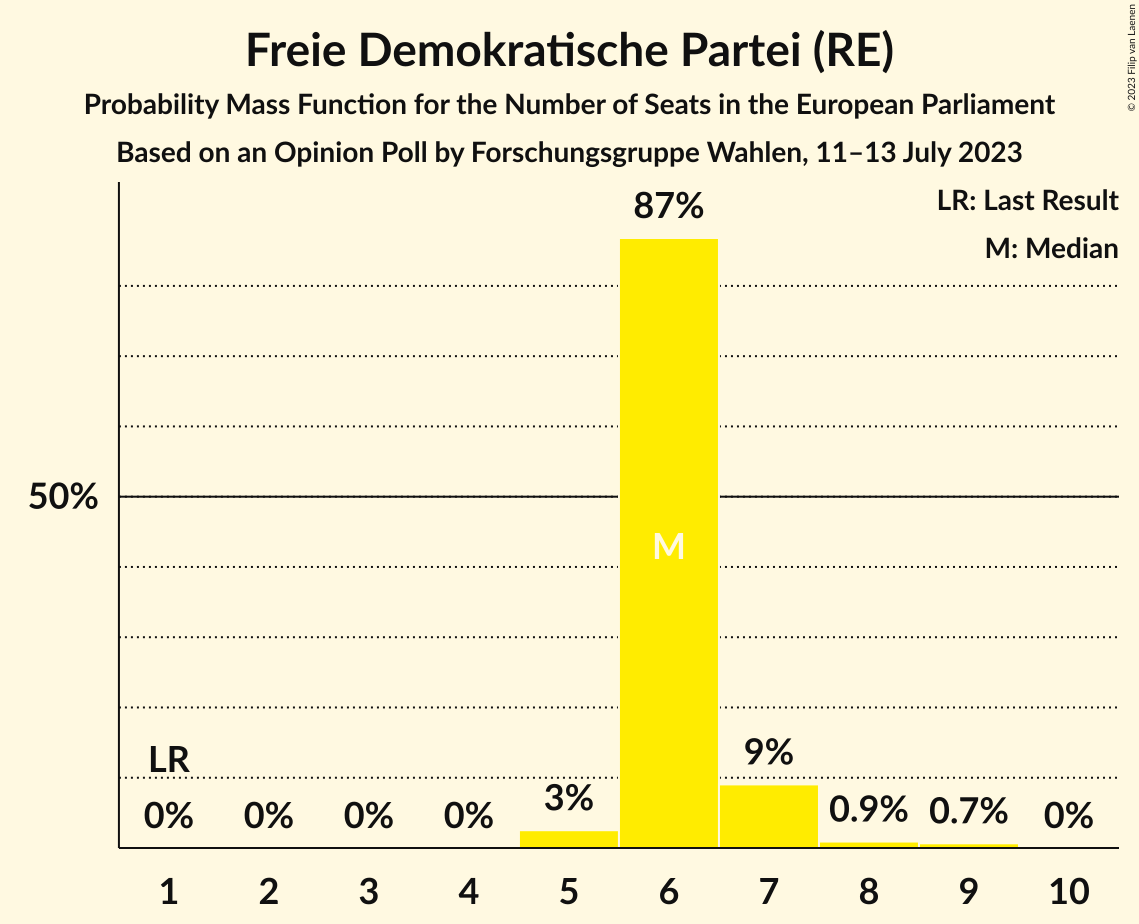 Freie Demokratische Partei (RE)
Probability Mass Function for the Number of Seats in the European Parliament
Based on an Opinion Poll by Forschungsgruppe Wahlen, 11–13 July 2023
© 2023 Filip van Laenen
LR: Last Result
M: Median
87%
50%
M
LR
9%
3%
0%
0%
0%
0%
0.9%
0.7%
0%
1 2 3 4 5 6 7 8 9 10